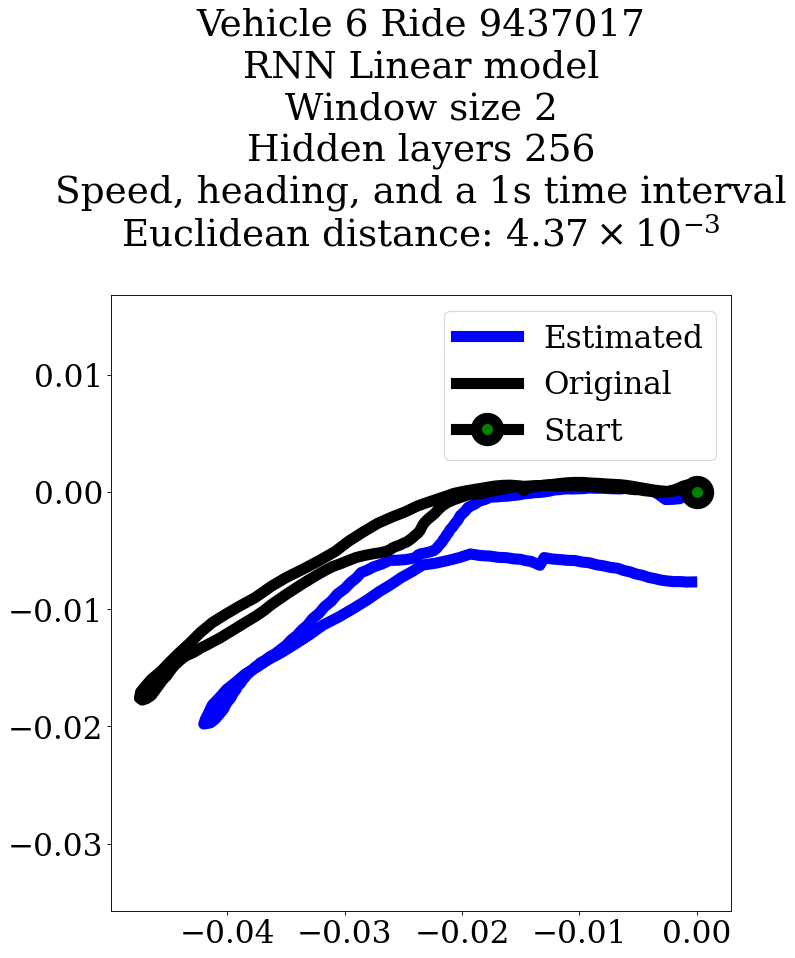 Vehicle 6 Ride 9437017
RNN Linear model
Window size 2
Hidden layers 256
Speed, heading, and a 1s time interval
Euclidean distance: 4.37 × 10⁻³
Estimated
Original
Start
0.01
0.00
−0.01
−0.02
−0.03
−0.04 −0.03 −0.02 −0.01 0.00